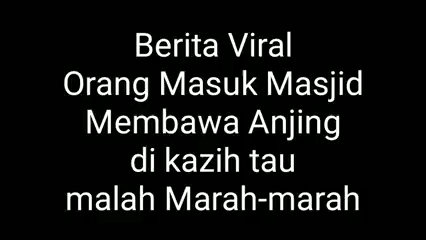 Berita Viral
Orang Masuk Masjid
Membawa Anjing
di kazih tau
malah Marah-marah